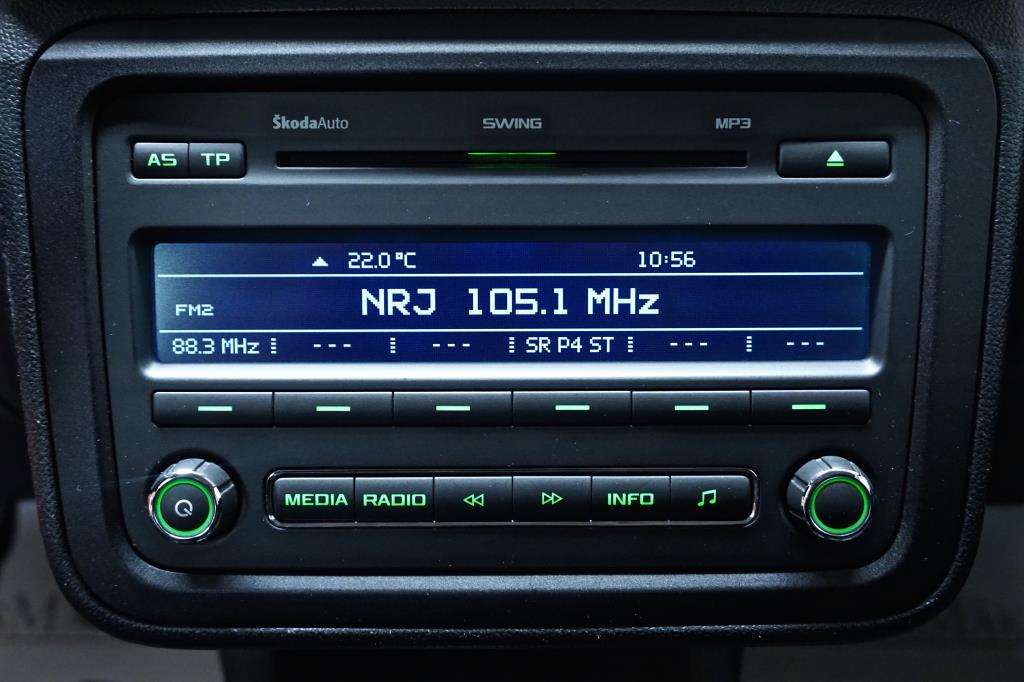 ŠkodaAuto SWING MP3
AS TP
22.0 °C 10:56
FM2 NRJ 105.1 MHz
88.3 MHz --- --- SR P4 ST --- ---
MEDIA RADIO INFO